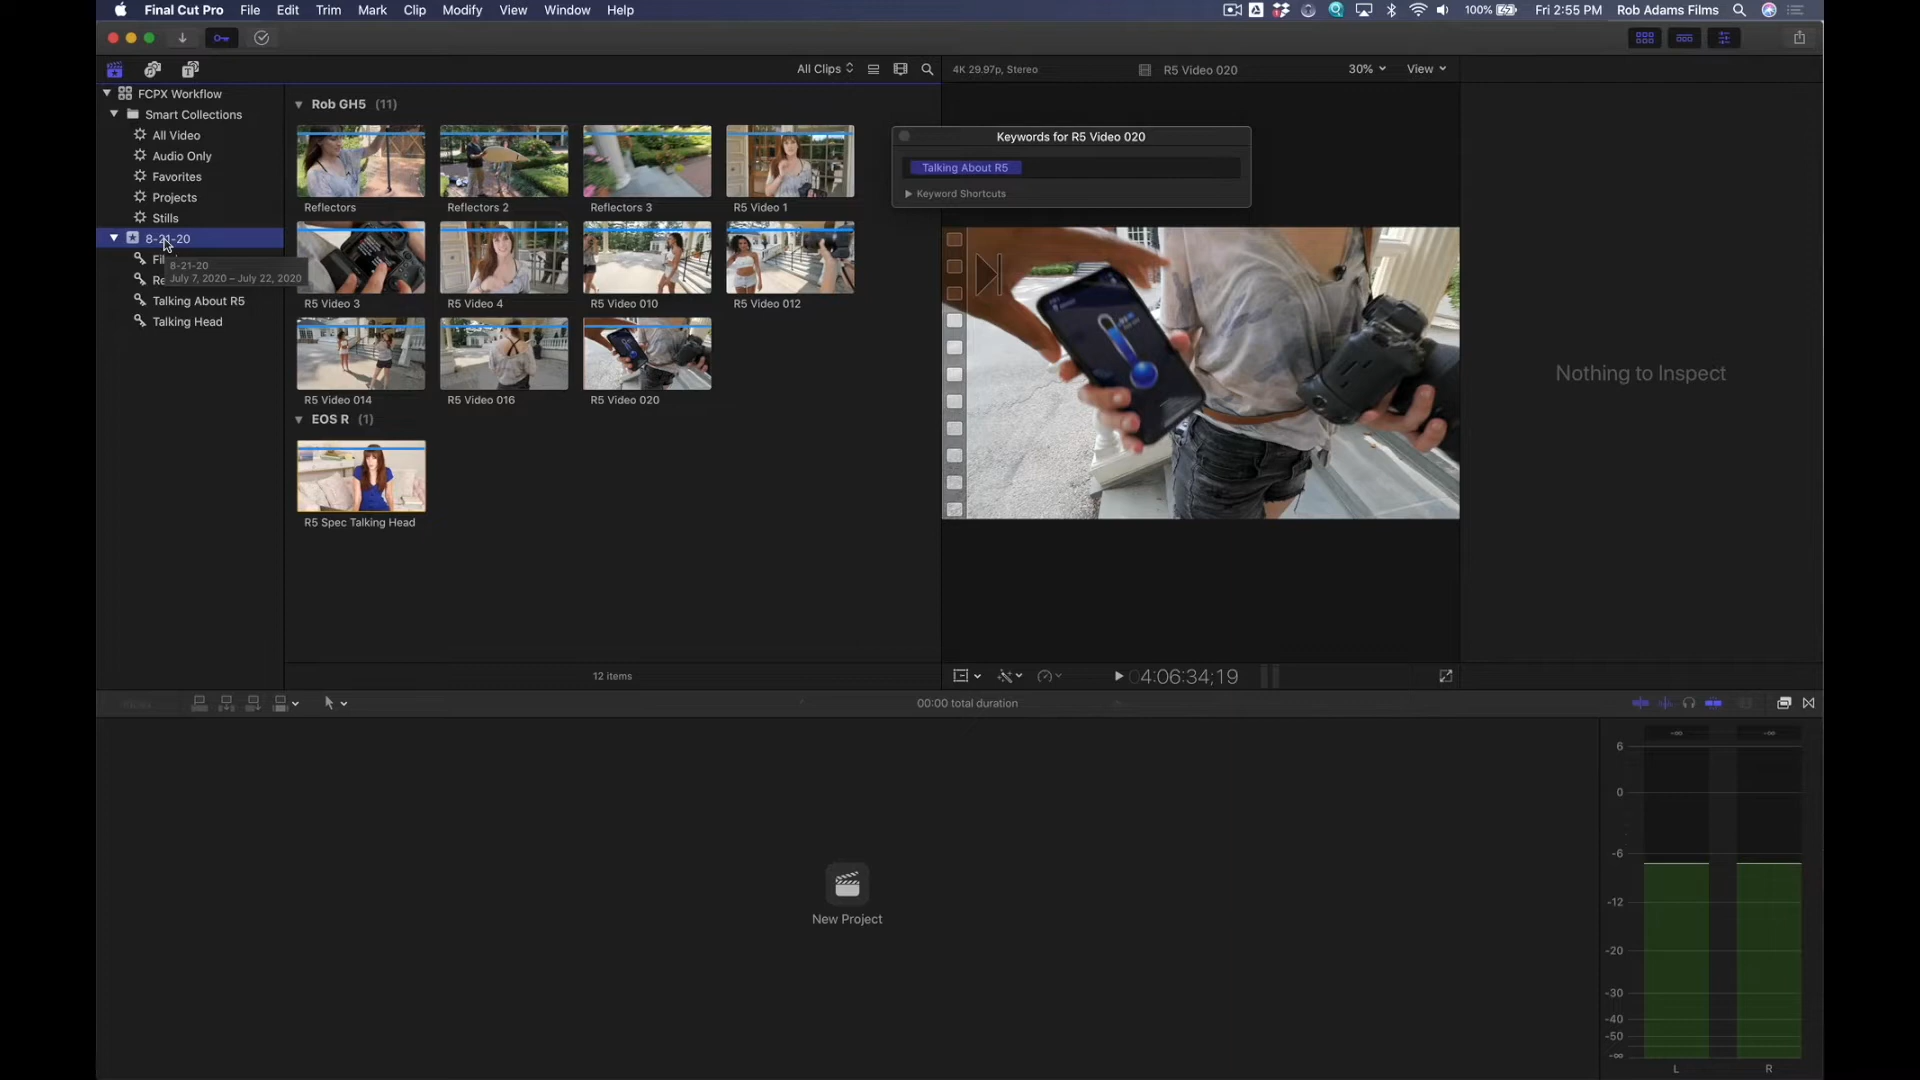 Final Cut Pro File Edit Trim Mark Clip Modify View Window Help 100% Fri 2:55 PM Rob Adams Films
All Clips 4K 29.97p, Stereo R5 Video 020 30% View
FCPX Workflow
Smart Collections
All Video
Audio Only
Favorites
Projects
Stills
8-21-20
Fil
8-21-20
July 7, 2020 – July 22, 2020
Re
Talking About R5
Talking Head
Rob GH5 (11)
Reflectors Reflectors 2 Reflectors 3 R5 Video 1
R5 Video 3 R5 Video 4 R5 Video 010 R5 Video 012
R5 Video 014 R5 Video 016 R5 Video 020
EOS R (1)
R5 Spec Talking Head
12 items
Keywords for R5 Video 020
Talking About R5
Keyword Shortcuts
Nothing to Inspect
04:06:34;19
00:00 total duration
New Project
-∞ -∞
6
0
-6
-12
-20
-30
-40
-50
-∞
L R